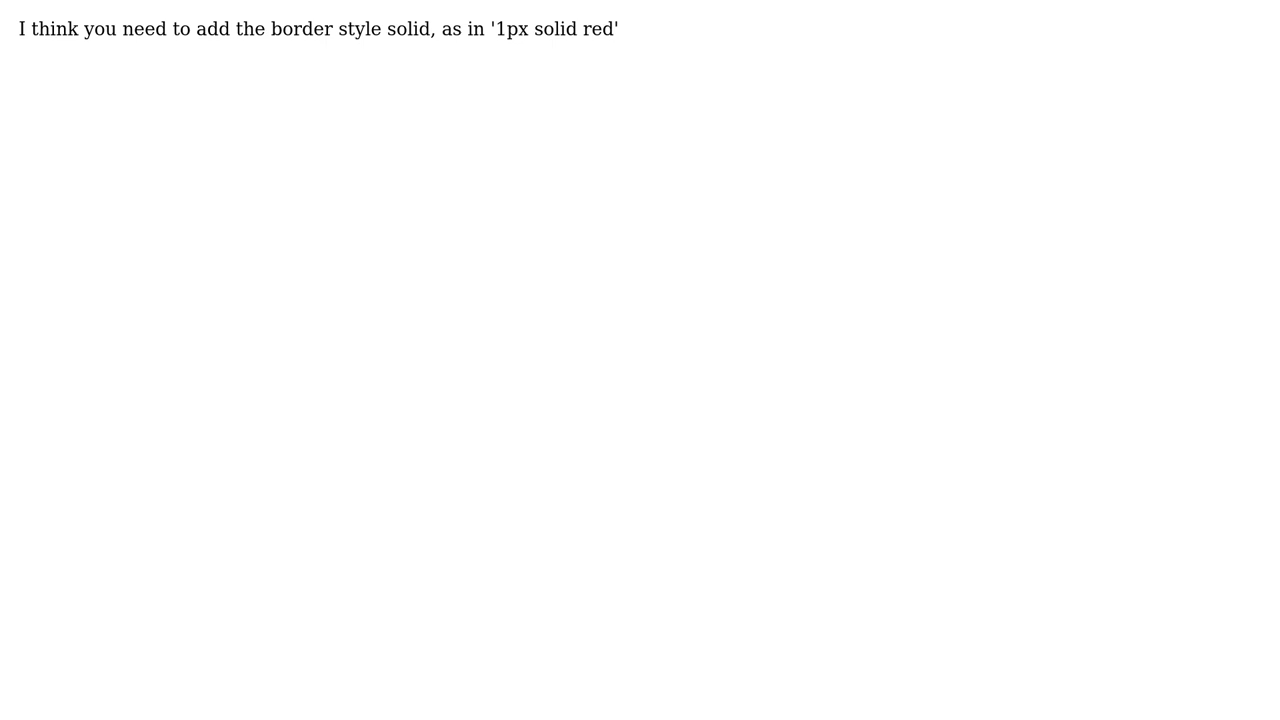 I think you need to add the border style solid, as in '1px solid red'